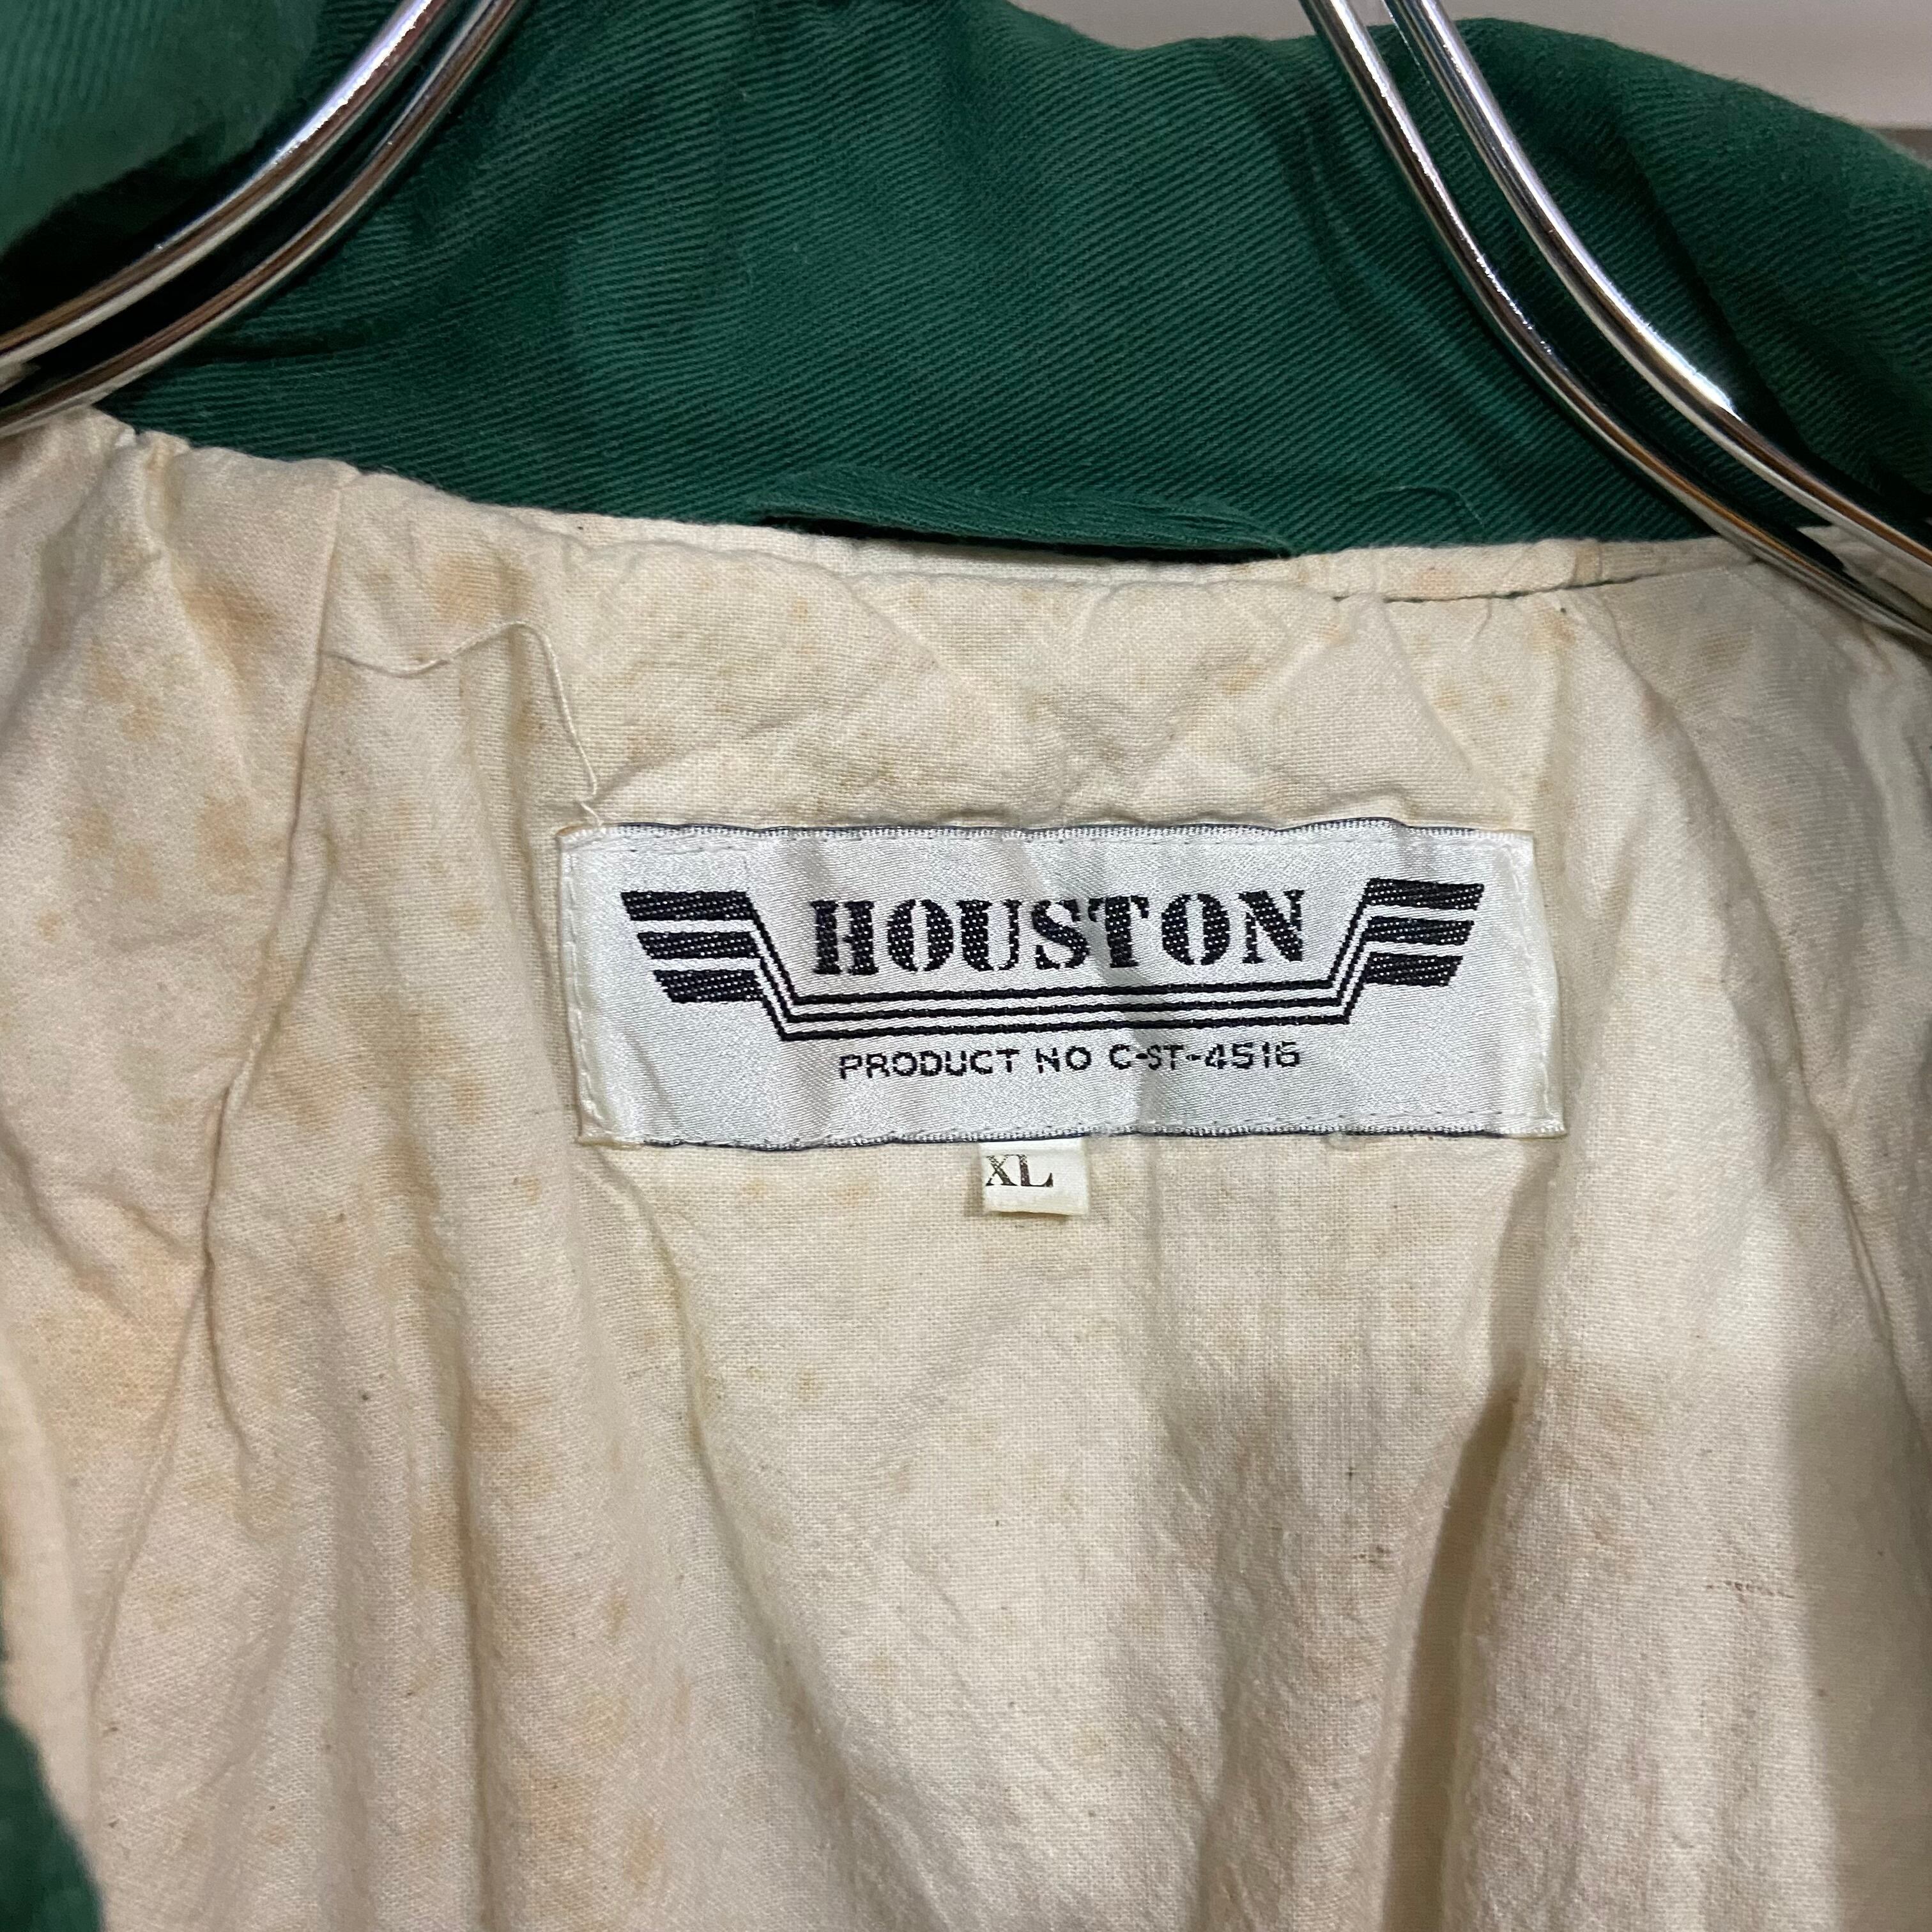 HOUSTON
PRODUCT NO C-ST-4516
XL